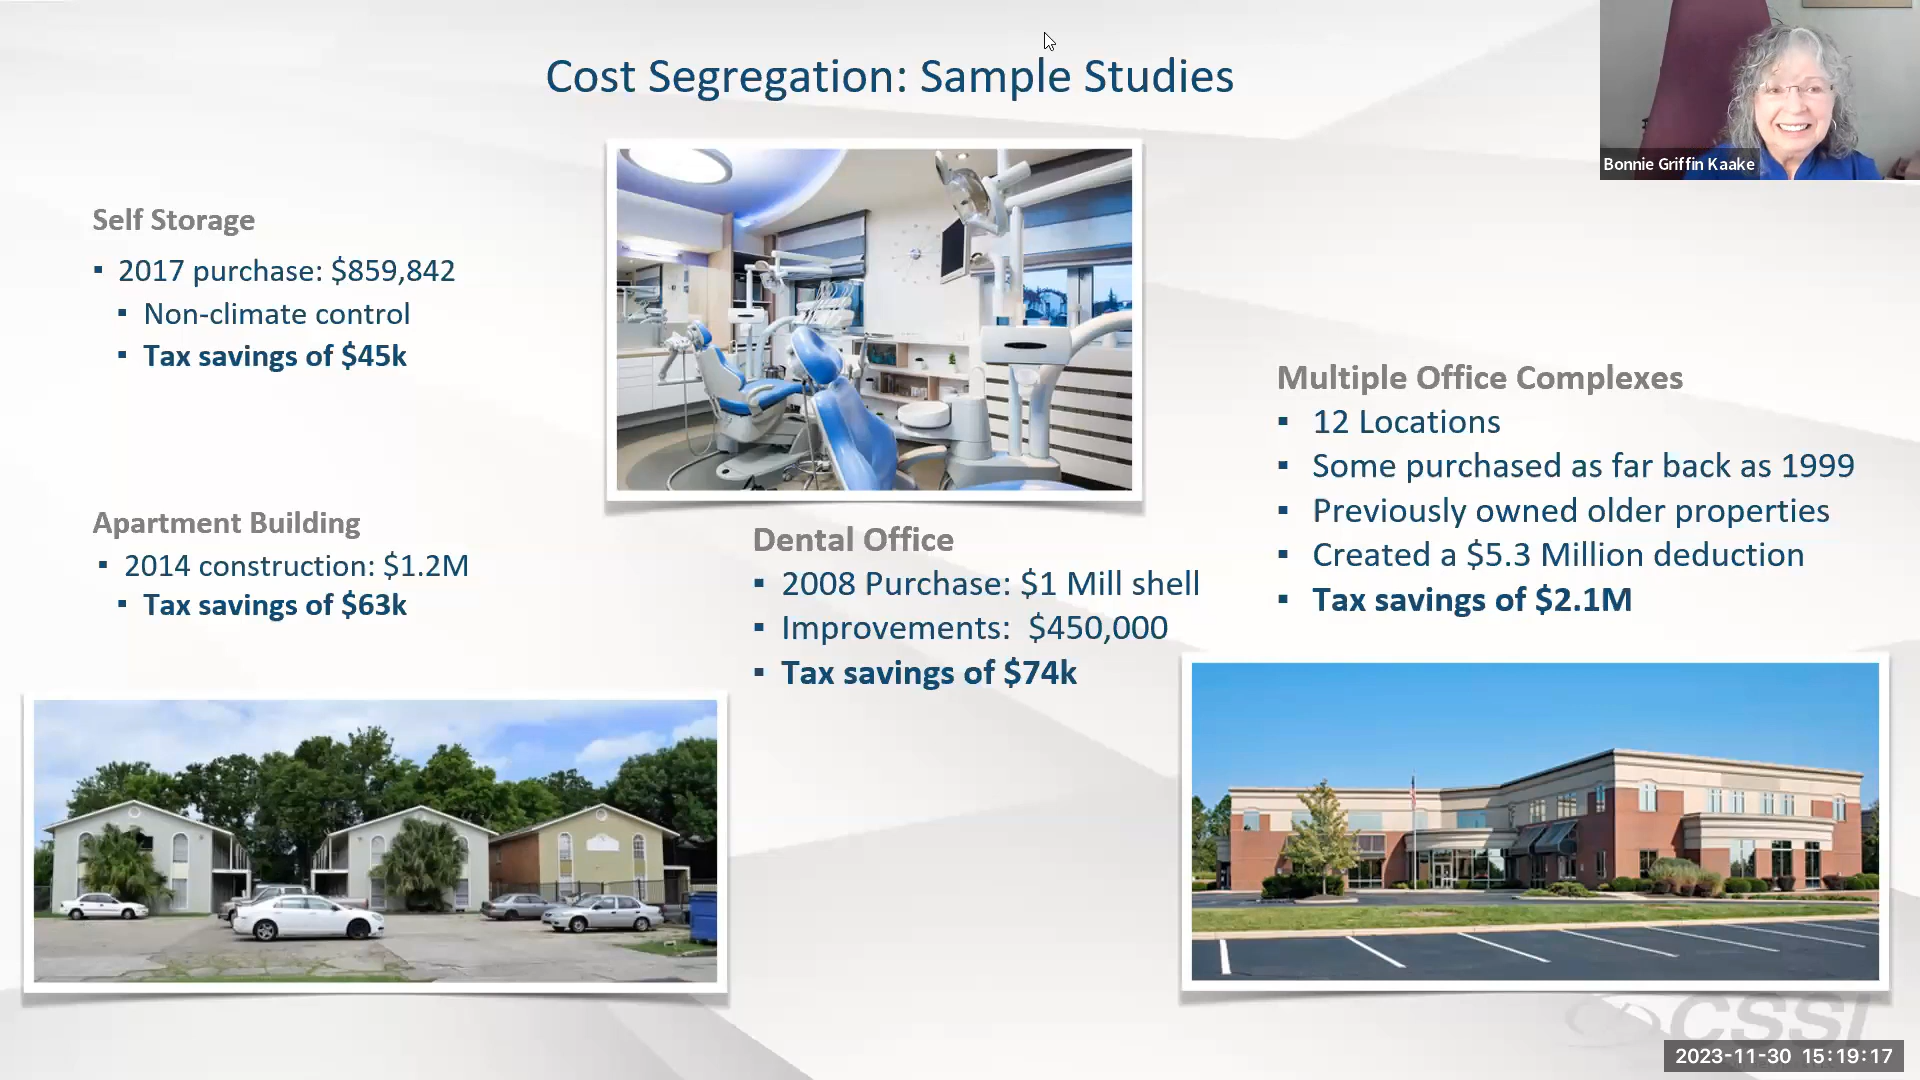 Cost Segregation: Sample Studies
Bonnie Griffin Kaake
Self Storage
▪ 2017 purchase: $859,842
▪ Non-climate control
▪ Tax savings of $45k
Apartment Building
▪ 2014 construction: $1.2M
▪ Tax savings of $63k
Dental Office
▪ 2008 Purchase: $1 Mill shell
▪ Improvements: $450,000
▪ Tax savings of $74k
Multiple Office Complexes
▪ 12 Locations
▪ Some purchased as far back as 1999
▪ Previously owned older properties
▪ Created a $5.3 Million deduction
▪ Tax savings of $2.1M
CSSI
2023-11-30 15:19:17